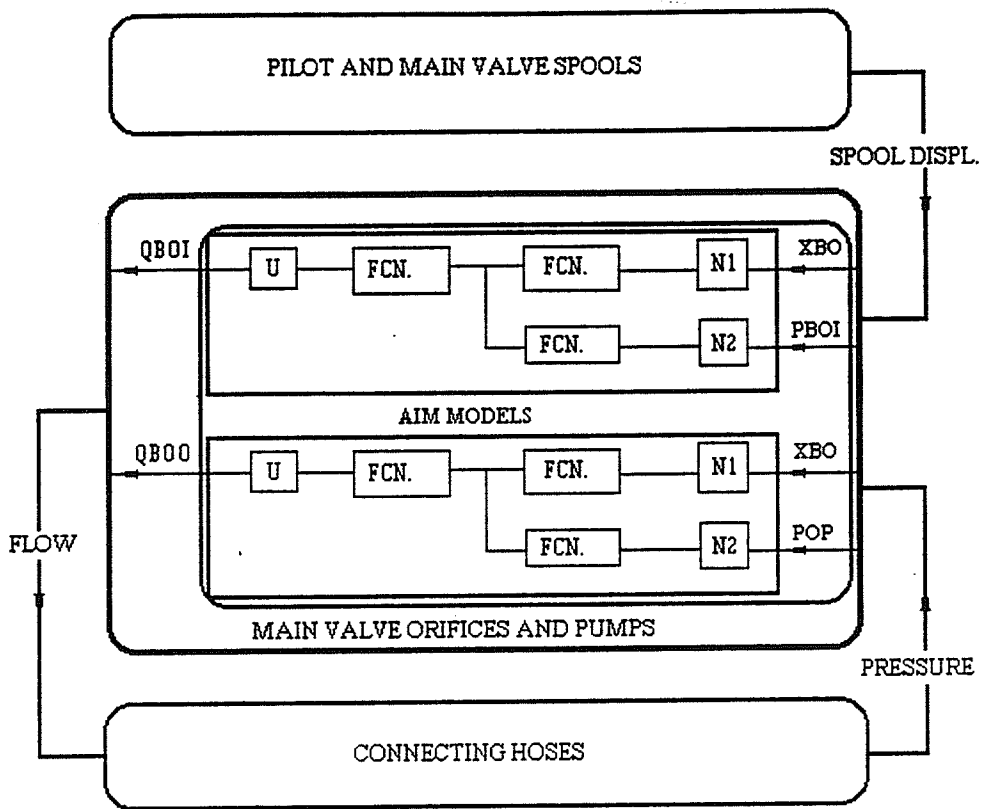 PILOT AND MAIN VALVE SPOOLS
SPOOL DISPL.
QBOI
U
FCN.
FCN.
N1
XBO
FCN.
N2
PBOI
AIM MODELS
QBOO
U
FCN.
FCN.
N1
XBO
FCN.
N2
POP
FLOW
MAIN VALVE ORIFICES AND PUMPS
PRESSURE
CONNECTING HOSES